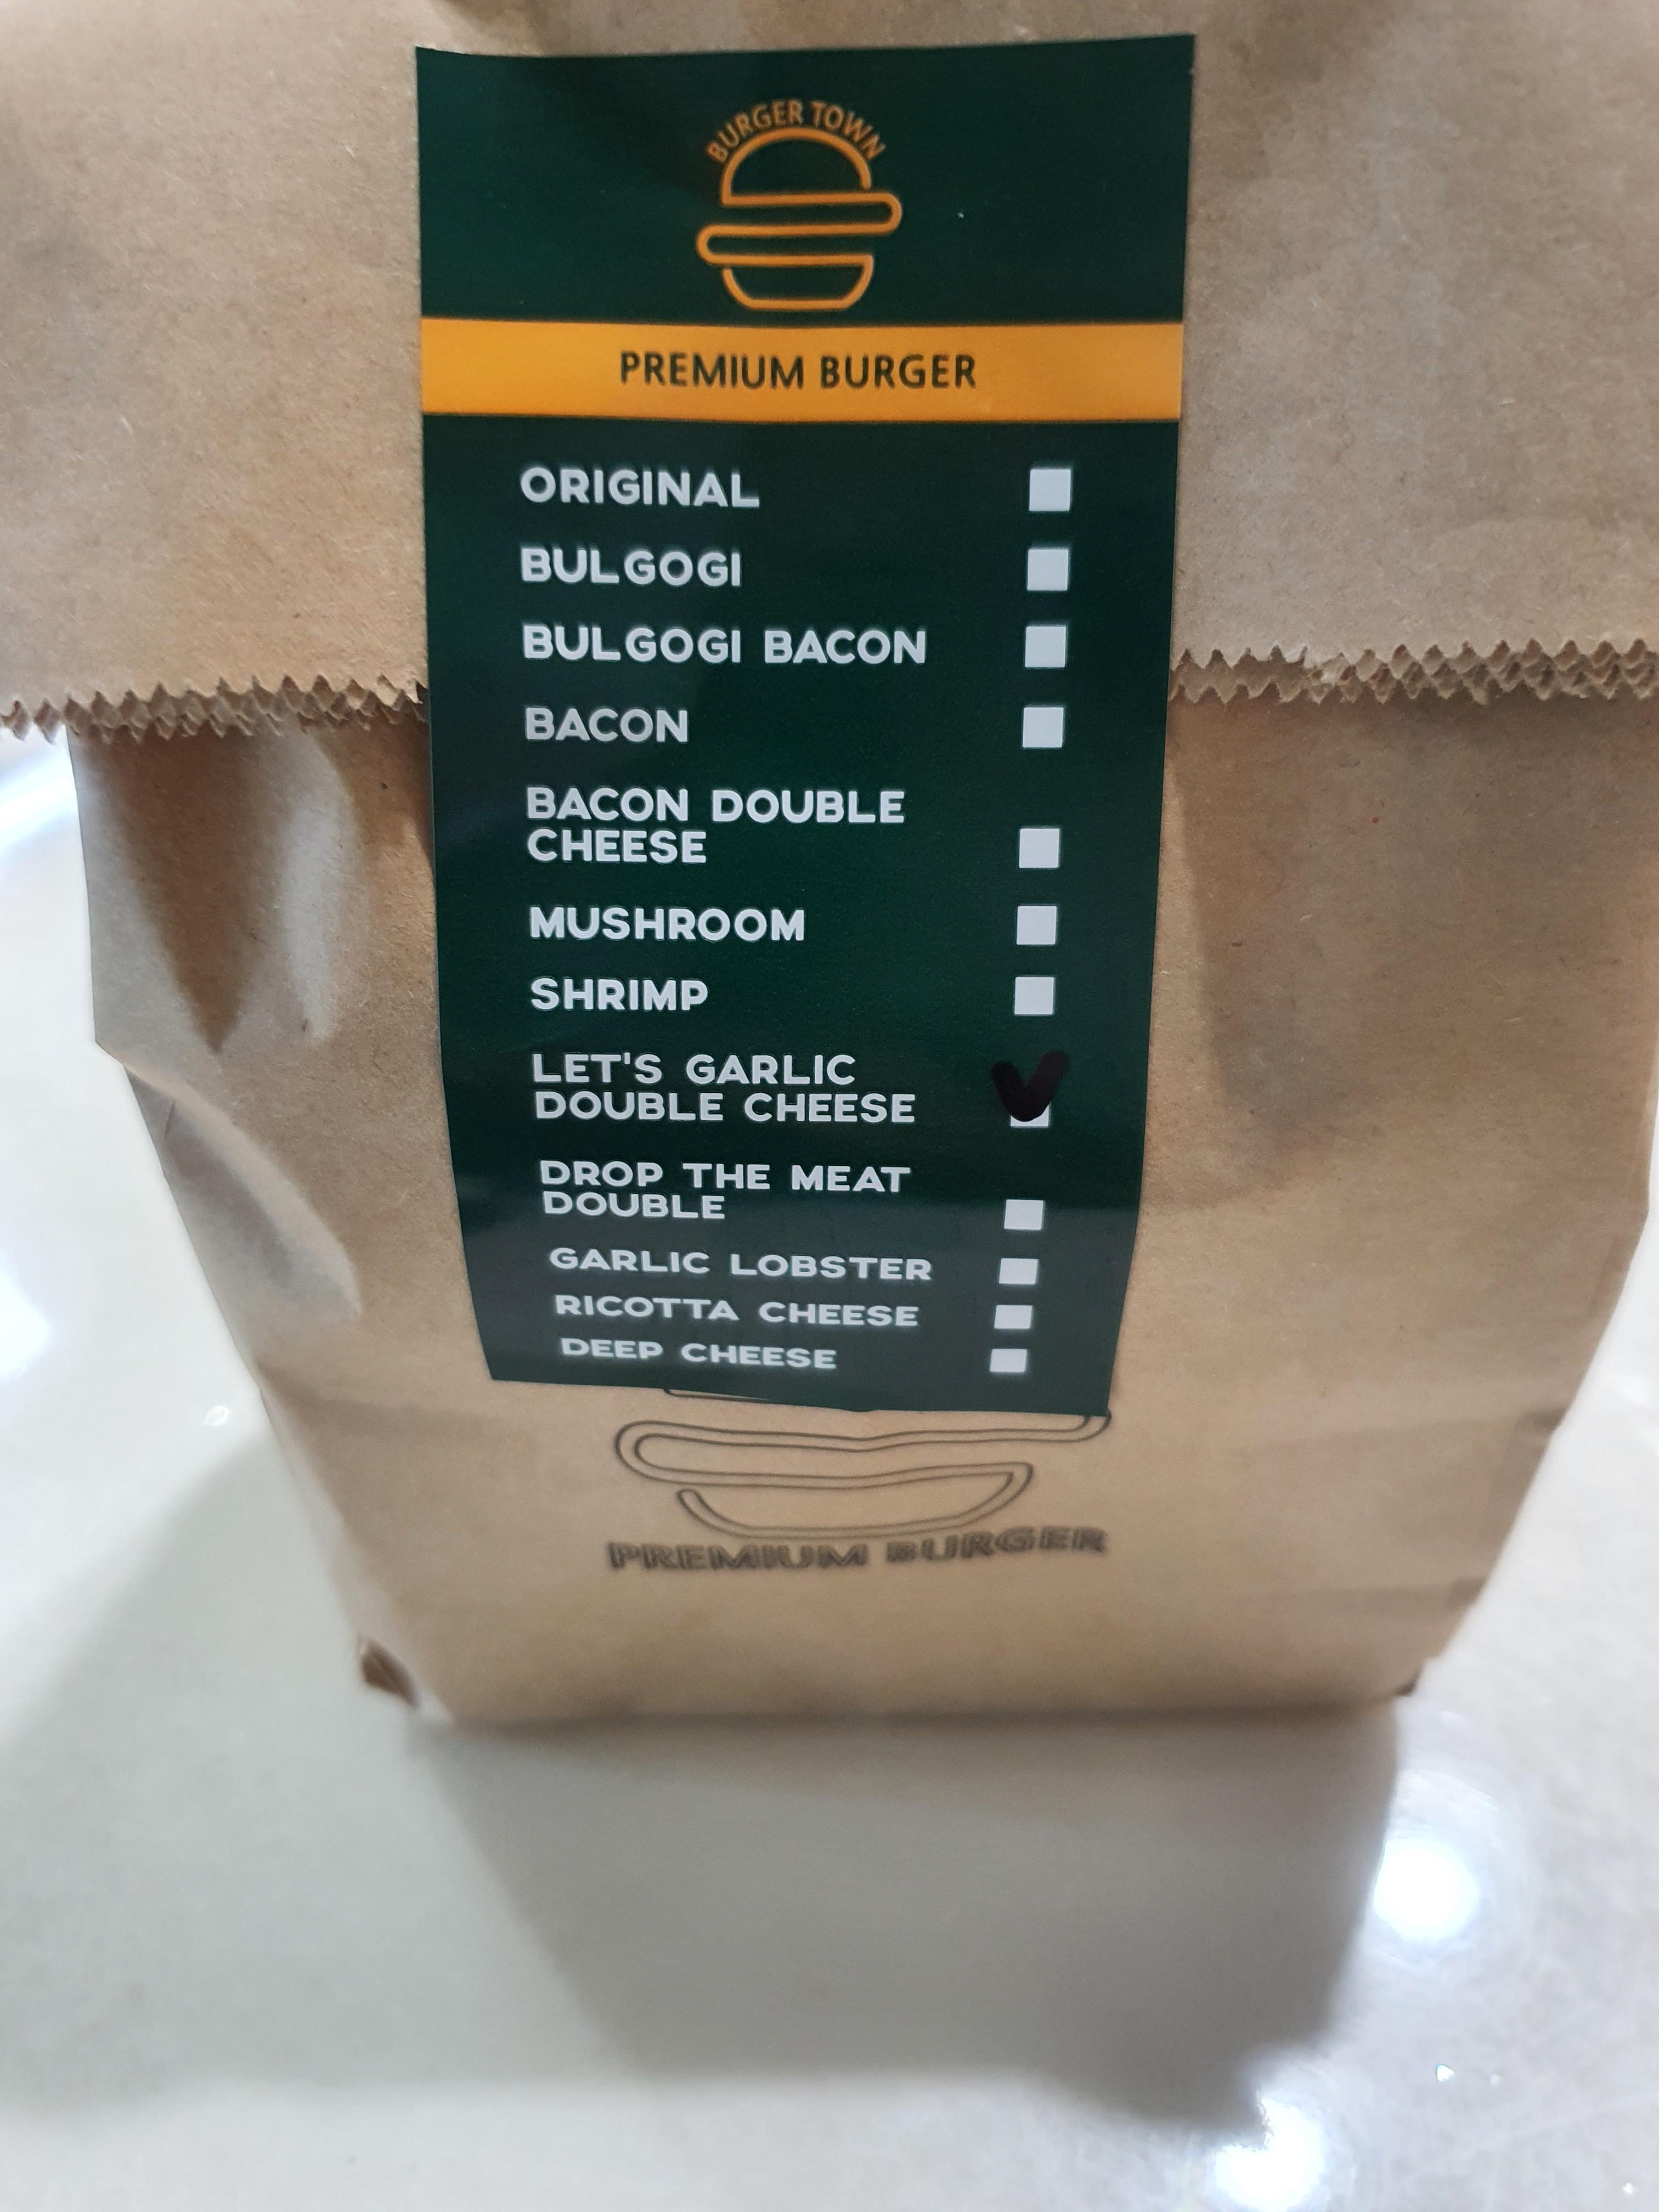 BURGER TOWN
PREMIUM BURGER
ORIGINAL
BULGOGI
BULGOGI BACON
BACON
BACON DOUBLE
CHEESE
MUSHROOM
SHRIMP
LET'S GARLIC
DOUBLE CHEESE
DROP THE MEAT
DOUBLE
GARLIC LOBSTER
RICOTTA CHEESE
DEEP CHEESE
PREMIUM BURGER